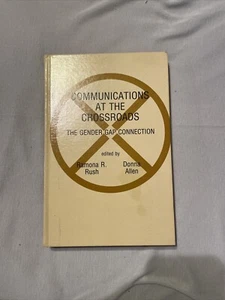 COMMUNICATIONS
AT THE
CROSSROADS
THE GENDER GAP CONNECTION
edited by
Ramona R. Donna
Rush Allen